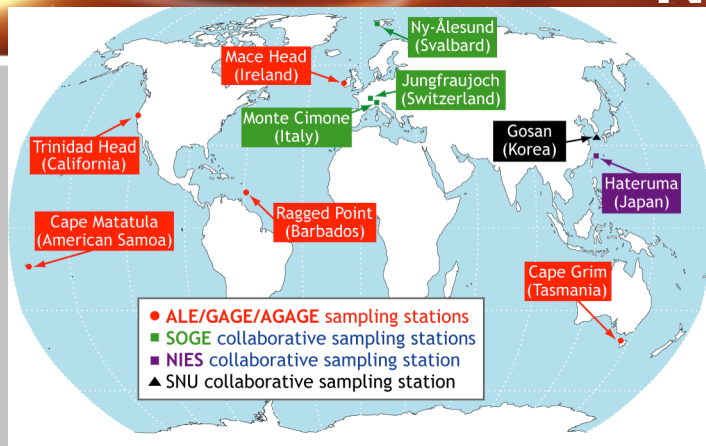 Ny-Ålesund
(Svalbard)
Mace Head
(Ireland)
Jungfraujoch
(Switzerland)
Monte Cimone
(Italy)
Gosan
(Korea)
Trinidad Head
(California)
Hateruma
(Japan)
Ragged Point
(Barbados)
Cape Matatula
(American Samoa)
Cape Grim
(Tasmania)
ALE/GAGE/AGAGE sampling stations
SOGE collaborative sampling stations
NIES collaborative sampling station
SNU collaborative sampling station